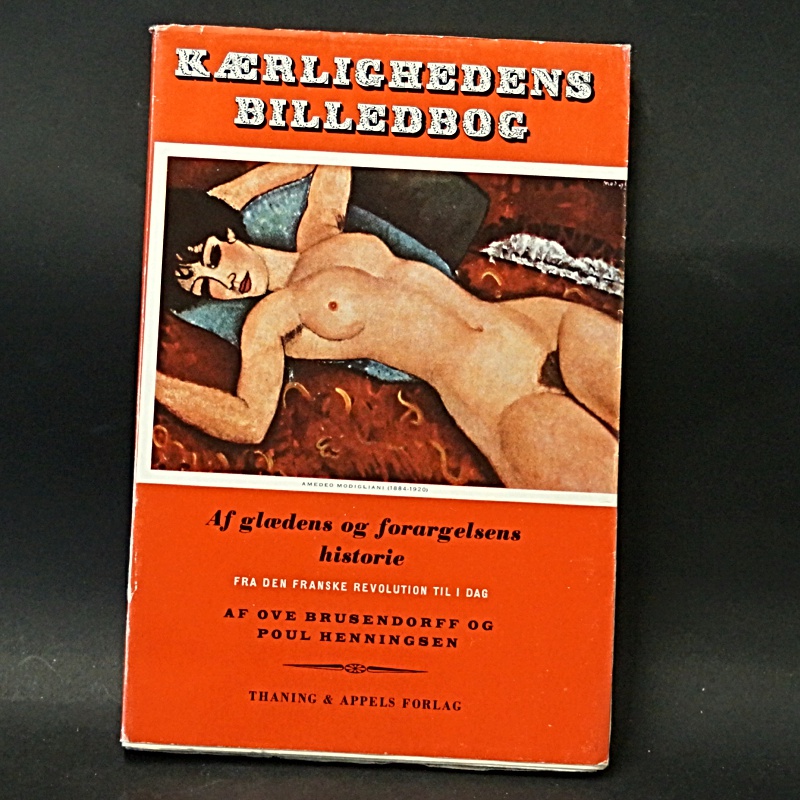 KÆRLIGHEDENS
BILLEDBOG
AMEDEO MODIGLIANI (1884-1920)
Af glædens og forargelsens
historie
FRA DEN FRANSKE REVOLUTION TIL I DAG
AF OVE BRUSENDORFF OG
POUL HENNINGSEN
THANING & APPELS FORLAG